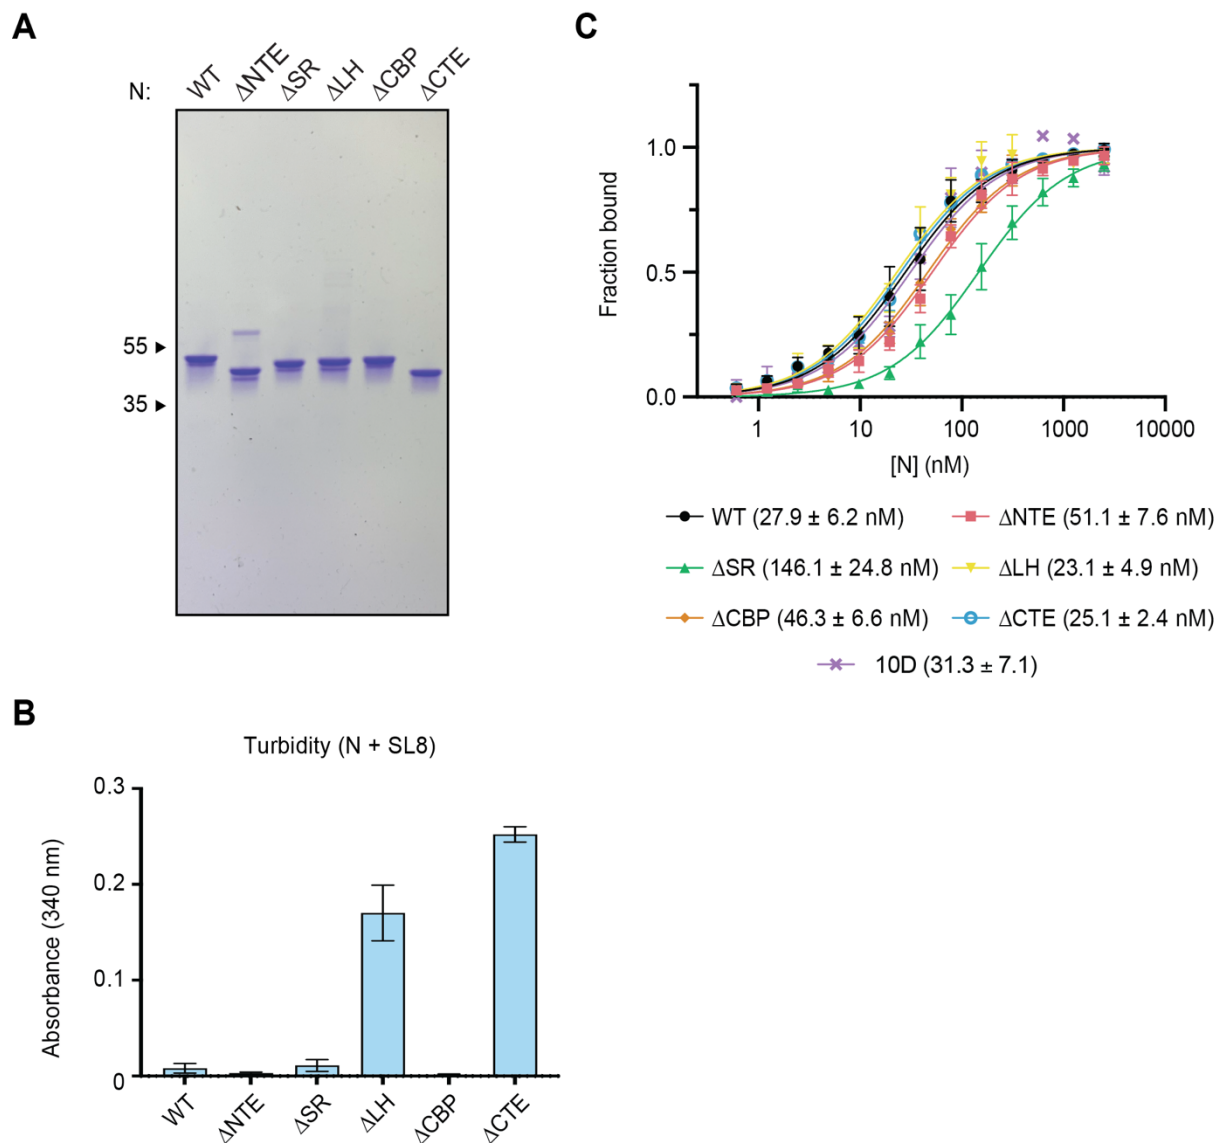 A
N: WT ΔNTE ΔSR ΔLH ΔCBP ΔCTE
55
35
B
Turbidity (N + SL8)
Absorbance (340 nm)
0.3
0.2
0.1
0
WT ΔNTE ΔSR ΔLH ΔCBP ΔCTE
C
Fraction bound
1.0
0.5
0.0
1 10 100 1000 10000
[N] (nM)
WT (27.9 ± 6.2 nM) ΔNTE (51.1 ± 7.6 nM)
ΔSR (146.1 ± 24.8 nM) ΔLH (23.1 ± 4.9 nM)
ΔCBP (46.3 ± 6.6 nM) ΔCTE (25.1 ± 2.4 nM)
10D (31.3 ± 7.1)